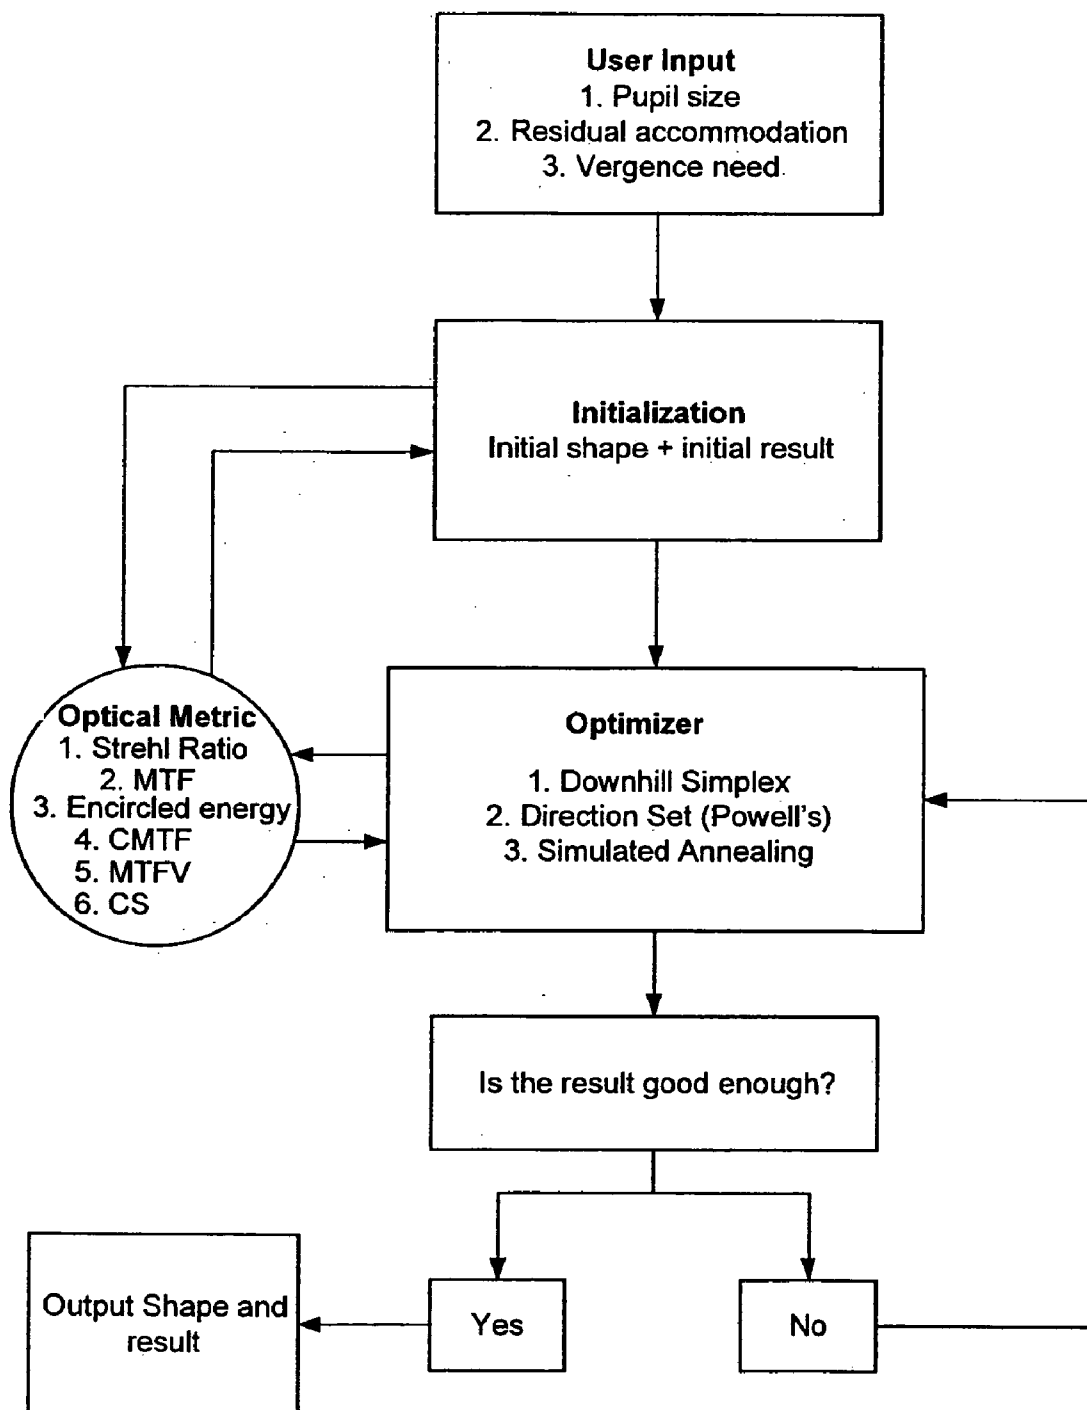 User Input
1. Pupil size
2. Residual accommodation
3. Vergence need
Initialization
Initial shape + initial result
Optical Metric
1. Strehl Ratio
2. MTF
3. Encircled energy
4. CMTF
5. MTFV
6. CS
Optimizer
1. Downhill Simplex
2. Direction Set (Powell's)
3. Simulated Annealing
Is the result good enough?
Output Shape and
result
Yes
No